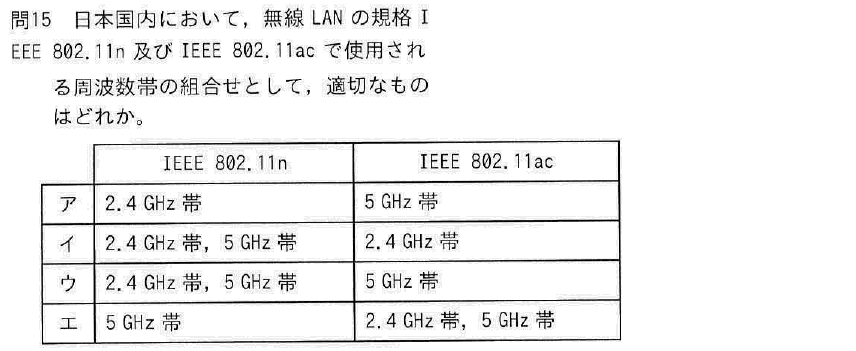 問15 日本国内において，無線 LAN の規格 I
EEE 802.11n 及び IEEE 802.11ac で使用され
る周波数帯の組合せとして，適切なもの
はどれか。
IEEE 802.11n IEEE 802.11ac
ア 2.4 GHz 帯 5 GHz 帯
イ 2.4 GHz 帯，5 GHz 帯 2.4 GHz 帯
ウ 2.4 GHz 帯，5 GHz 帯 5 GHz 帯
エ 5 GHz 帯 2.4 GHz 帯，5 GHz 帯